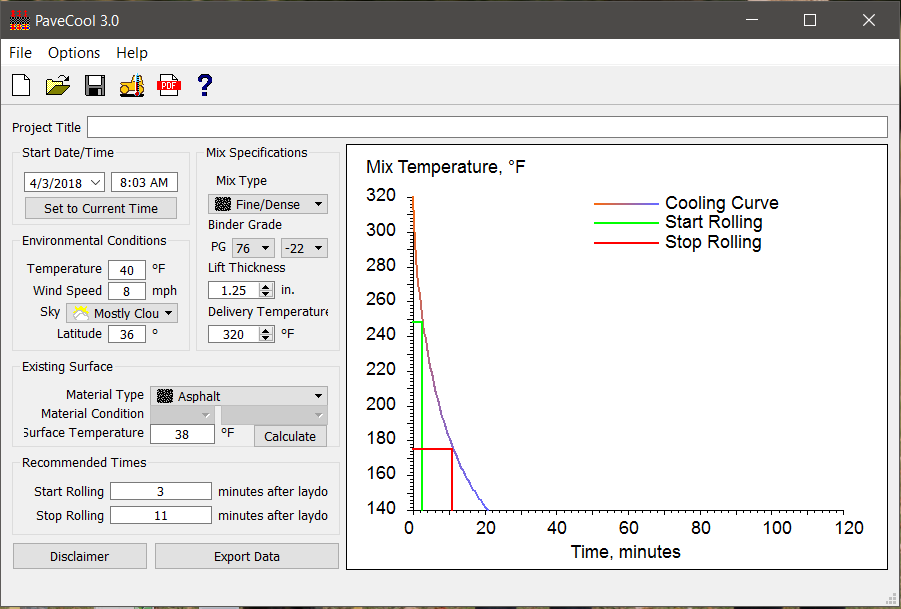 PaveCool 3.0
File Options Help
PDF
?
Project Title
Start Date/Time
4/3/2018 8:03 AM
Set to Current Time
Environmental Conditions
Temperature 40 °F
Wind Speed 8 mph
Sky Mostly Clou
Latitude 36 °
Mix Specifications
Mix Type
Fine/Dense
Binder Grade
PG 76 -22
Lift Thickness
1.25 in.
Delivery Temperature
320 °F
Existing Surface
Material Type Asphalt
Material Condition
Surface Temperature 38 °F Calculate
Recommended Times
Start Rolling 3 minutes after laydo
Stop Rolling 11 minutes after laydo
Disclaimer Export Data
Mix Temperature, °F
320
300
280
260
240
220
200
180
160
140
Cooling Curve
Start Rolling
Stop Rolling
0 20 40 60 80 100 120
Time, minutes